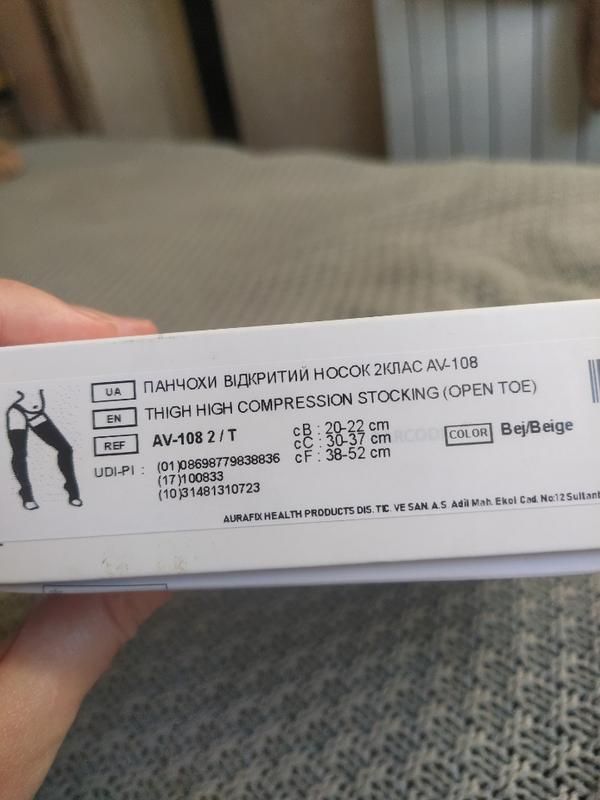 UA ПАНЧОХИ ВІДКРИТИЙ НОСОК 2КЛАС AV-108
EN THIGH HIGH COMPRESSION STOCKING (OPEN TOE)
REF AV-108 2 / T
cB : 20-22 cm
cC : 30-37 cm
cF : 38-52 cm
COLOR Bej/Beige
UDI-PI : (01)08698779838836
(17)100833
(10)31481310723
AURAFIX HEALTH PRODUCTS DIS. TIC. VE SAN. A.S. Adil Mah. Ekol Cad. No:12 Sultanb